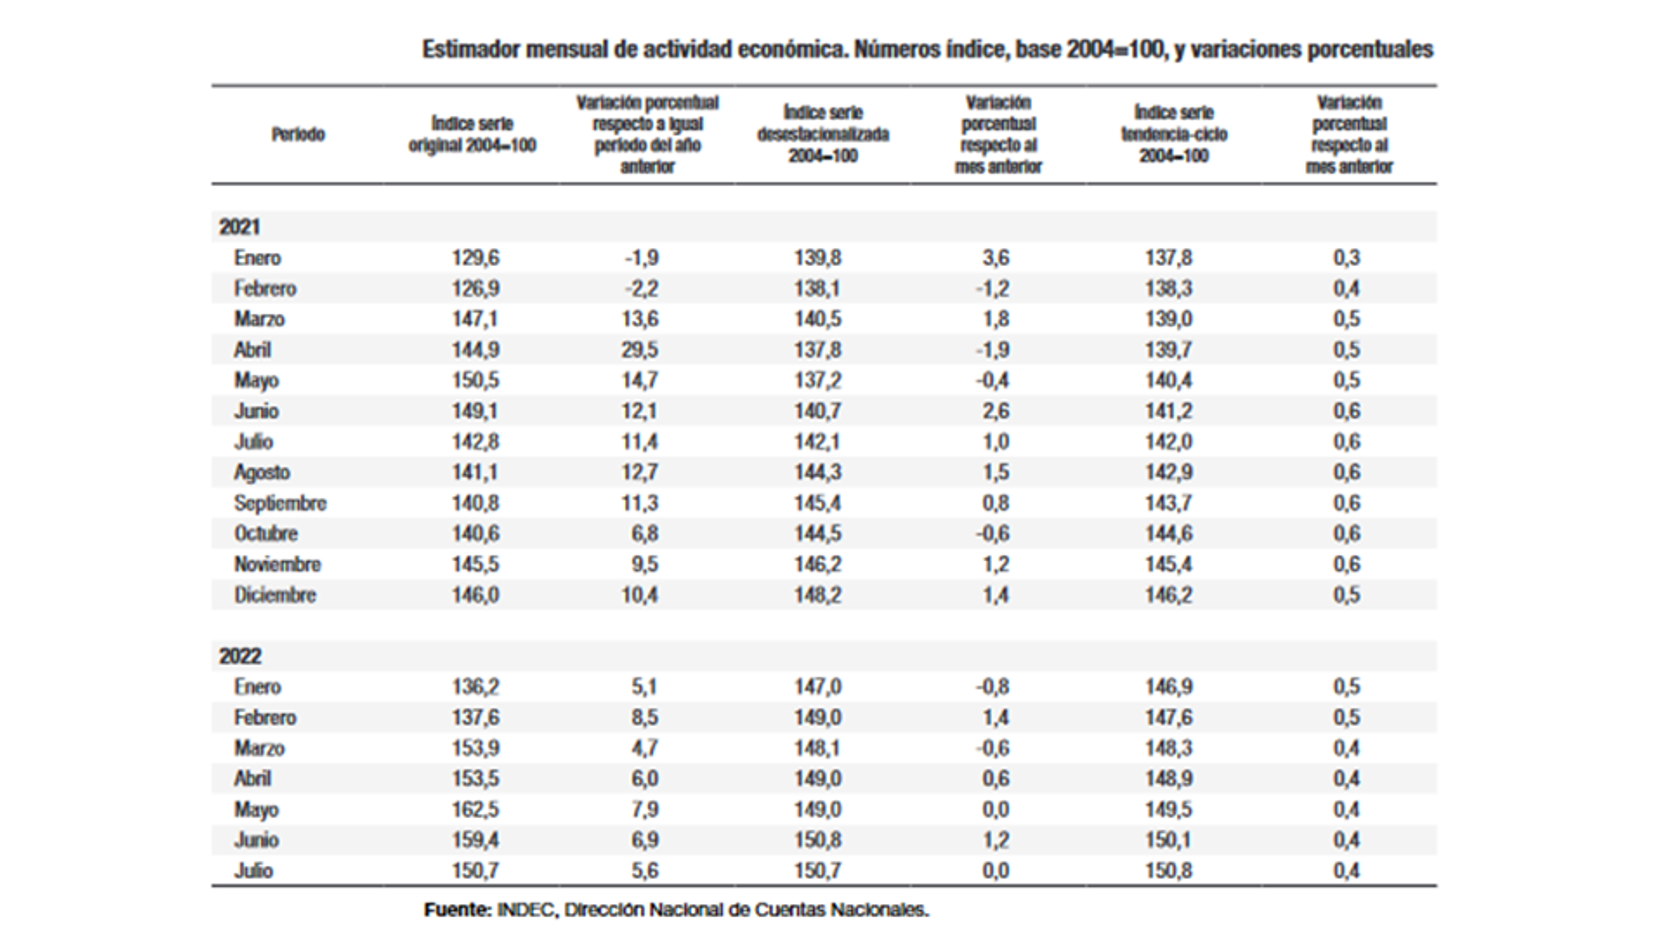 Estimador mensual de actividad económica. Números índice, base 2004=100, y variaciones porcentuales
Período Índice serie original 2004=100 Variación porcentual respecto a igual período del año anterior Índice serie desestacionalizada 2004=100 Variación porcentual respecto al mes anterior Índice serie tendencia-ciclo 2004=100 Variación porcentual respecto al mes anterior
2021
Enero 129,6 -1,9 139,8 3,6 137,8 0,3
Febrero 126,9 -2,2 138,1 -1,2 138,3 0,4
Marzo 147,1 13,6 140,5 1,8 139,0 0,5
Abril 144,9 29,5 137,8 -1,9 139,7 0,5
Mayo 150,5 14,7 137,2 -0,4 140,4 0,5
Junio 149,1 12,1 140,7 2,6 141,2 0,6
Julio 142,8 11,4 142,1 1,0 142,0 0,6
Agosto 141,1 12,7 144,3 1,5 142,9 0,6
Septiembre 140,8 11,3 145,4 0,8 143,7 0,6
Octubre 140,6 6,8 144,5 -0,6 144,6 0,6
Noviembre 145,5 9,5 146,2 1,2 145,4 0,6
Diciembre 146,0 10,4 148,2 1,4 146,2 0,5
2022
Enero 136,2 5,1 147,0 -0,8 146,9 0,5
Febrero 137,6 8,5 149,0 1,4 147,6 0,5
Marzo 153,9 4,7 148,1 -0,6 148,3 0,4
Abril 153,5 6,0 149,0 0,6 148,9 0,4
Mayo 162,5 7,9 149,0 0,0 149,5 0,4
Junio 159,4 6,9 150,8 1,2 150,1 0,4
Julio 150,7 5,6 150,7 0,0 150,8 0,4
Fuente: INDEC, Dirección Nacional de Cuentas Nacionales.